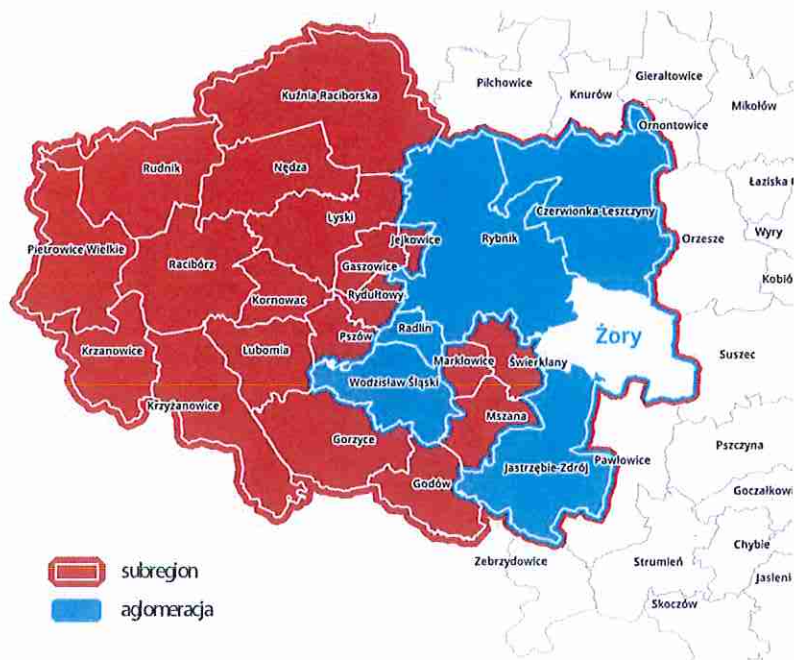 Gierałtowice
Pilchowice
Knurów
Mikołów
Kuźnia Raciborska
Ornontowice
Rudnik
Nędza
Łaziska
Lyski
Czerwionka-Leszczyny
Wyry
Jejkowice
Rybnik
Orzesze
Pietrowice Wielkie
Racibórz
Gaszowice
Kobió
Rydułtowy
Kornowac
Radlin
Żory
Pszów
Krzanowice
Lubomia
Marklowice
Świerklany
Suszec
Wodzisław Śląski
Krzyżanowice
Mszana
Gorzyce
Pszczyna
Jastrzębie-Zdrój
Pawłowice
Godów
Goczałkowi
Chybie
Zebrzydowice
Strumień
subregion
Jasieni
Skoczów
aglomeracja